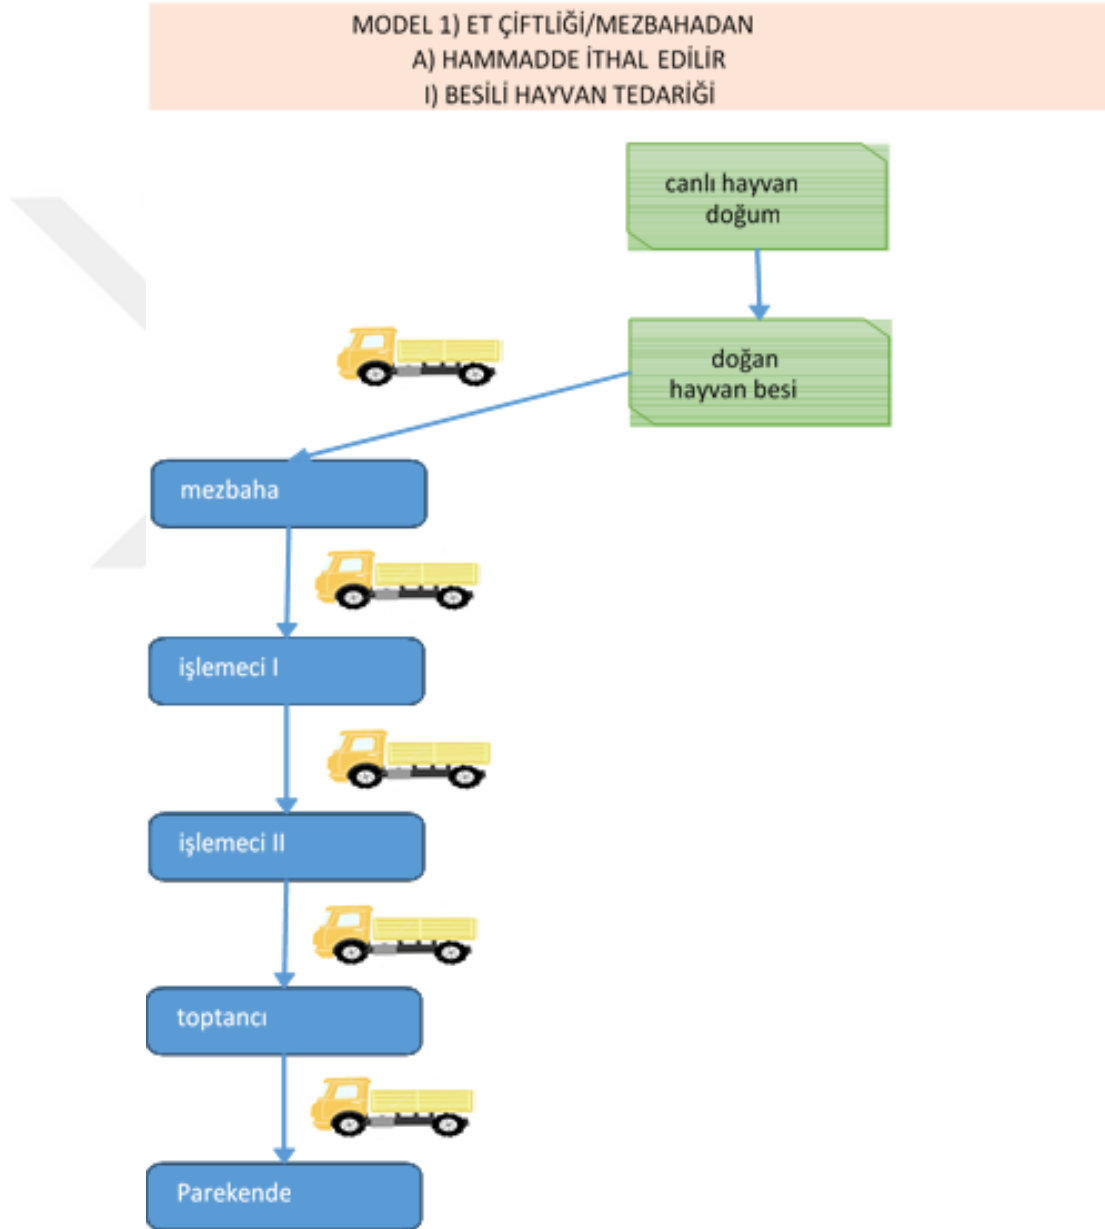 MODEL 1) ET ÇİFTLİĞİ/MEZBAHADAN
A) HAMMADDE İTHAL EDİLİR
I) BESİLİ HAYVAN TEDARİĞİ
canlı hayvan
doğum
doğan
hayvan besi
mezbaha
işlemeci I
işlemeci II
toptancı
Parekende